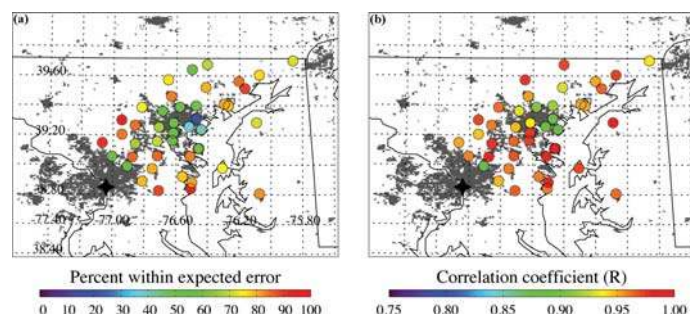 (a)
(b)
39.60
39.20
38.80
38.40
-77.40
-77.00
-76.60
-76.20
-75.80
Percent within expected error
0 10 20 30 40 50 60 70 80 90 100
Correlation coefficient (R)
0.75 0.80 0.85 0.90 0.95 1.00